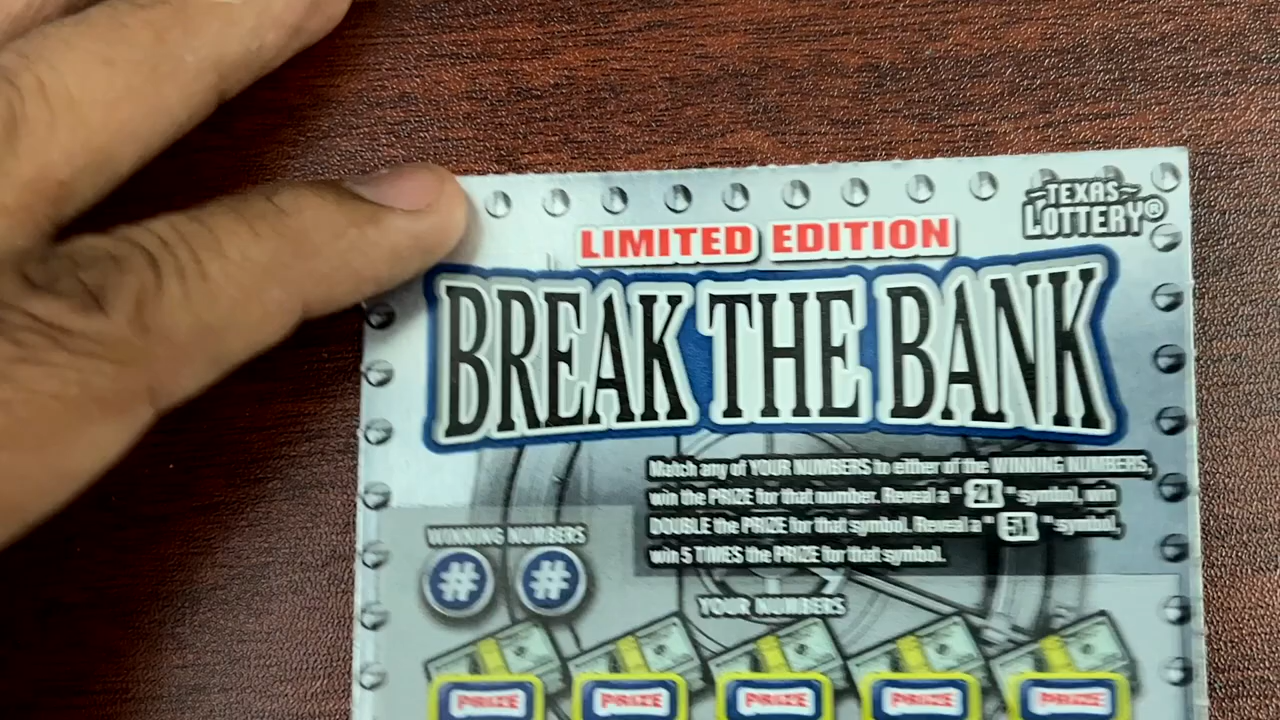 TEXAS
LOTTERY®
LIMITED EDITION
BREAK THE BANK
Match any of YOUR NUMBERS to either of the WINNING NUMBERS,
win the PRIZE for that number. Reveal a "2X" symbol, win
DOUBLE the PRIZE for that symbol. Reveal a "5X" symbol,
win 5 TIMES the PRIZE for that symbol.
WINNING NUMBERS
# #
YOUR NUMBERS
PRIZE PRIZE PRIZE PRIZE PRIZE